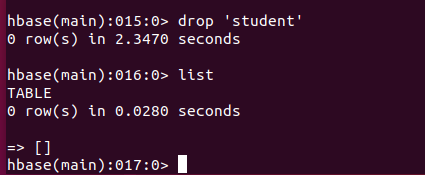 hbase(main):015:0> drop 'student'
0 row(s) in 2.3470 seconds
hbase(main):016:0> list
TABLE
0 row(s) in 0.0280 seconds
=> []
hbase(main):017:0>